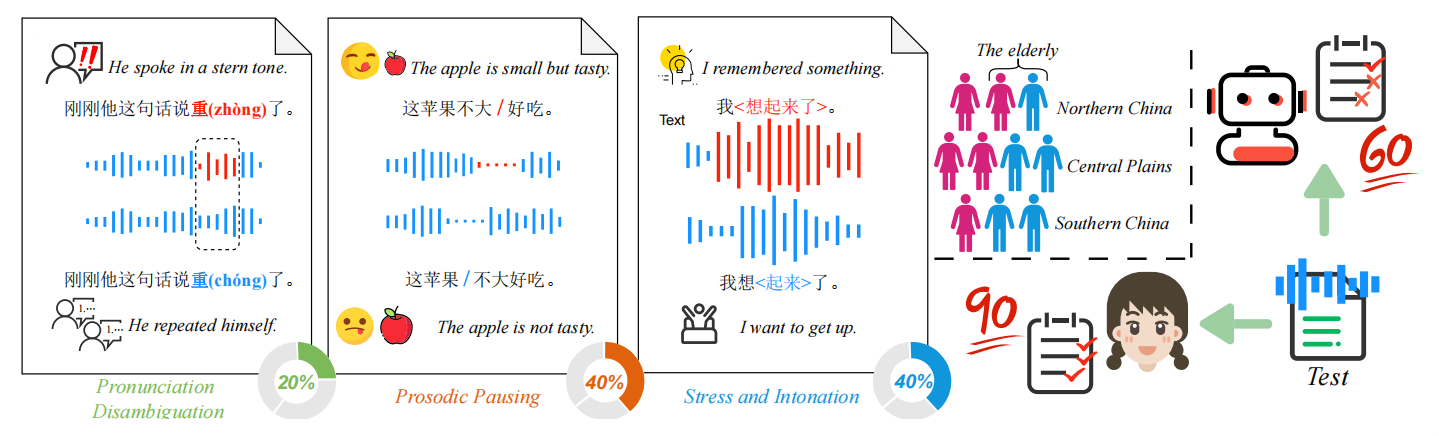 He spoke in a stern tone.
刚刚他这句话说重(zhòng)了。
刚刚他这句话说重(chóng)了。
1....
1....
He repeated himself.
20%
Pronunciation
Disambiguation
The apple is small but tasty.
这苹果不大 / 好吃。
这苹果 / 不大好吃。
The apple is not tasty.
40%
Prosodic Pausing
I remembered something.
我<想起来了>。
Text
我想<起来>了。
I want to get up.
40%
Stress and Intonation
The elderly
Northern China
Central Plains
Southern China
60
90
Test